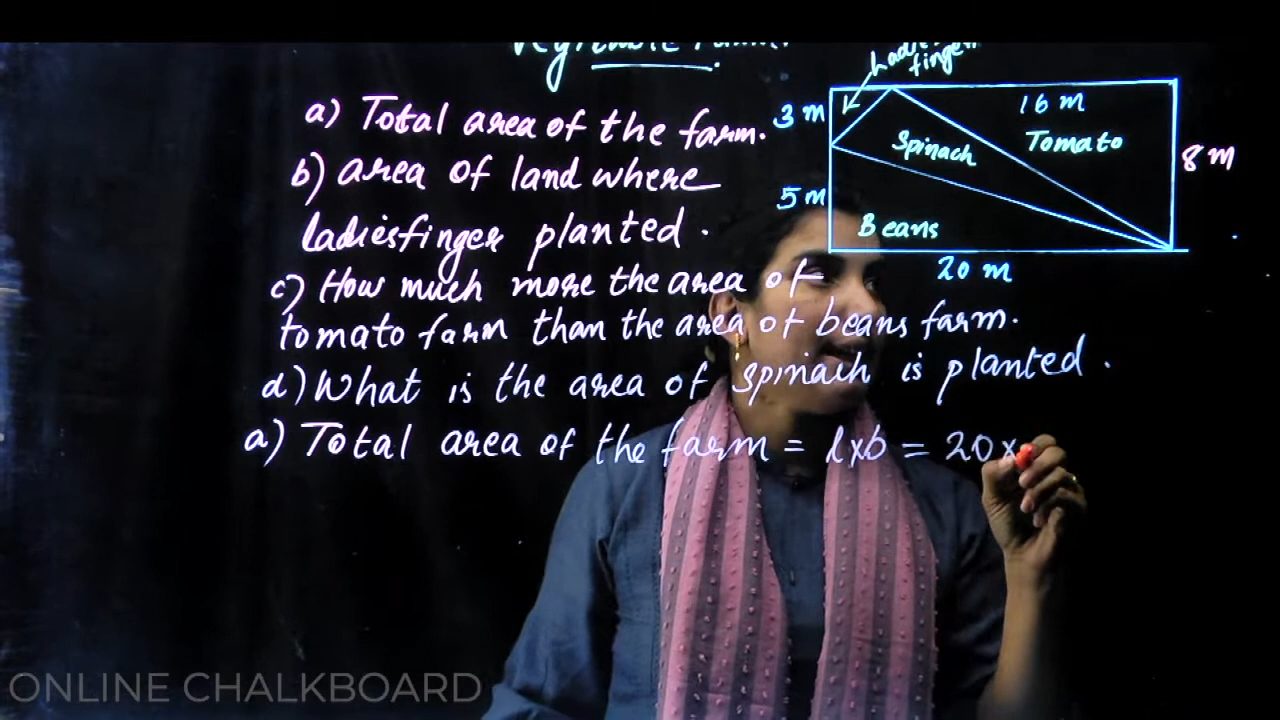 Ladies
finger
a) Total area of the farm.
3 m
16 m
Spinach
Tomato
8 m
b) area of land where
5 m
ladiesfinger planted.
Beans
20 m
c) How much more the area of
tomato farm than the area of beans farm.
d) What is the area of spinach is planted.
a) Total area of the farm = l×b = 20×
ONLINE CHALKBOARD